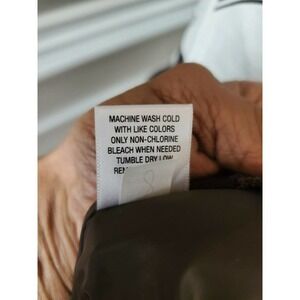 MACHINE WASH COLD
WITH LIKE COLORS
ONLY NON-CHLORINE
BLEACH WHEN NEEDED
TUMBLE DRY LOW